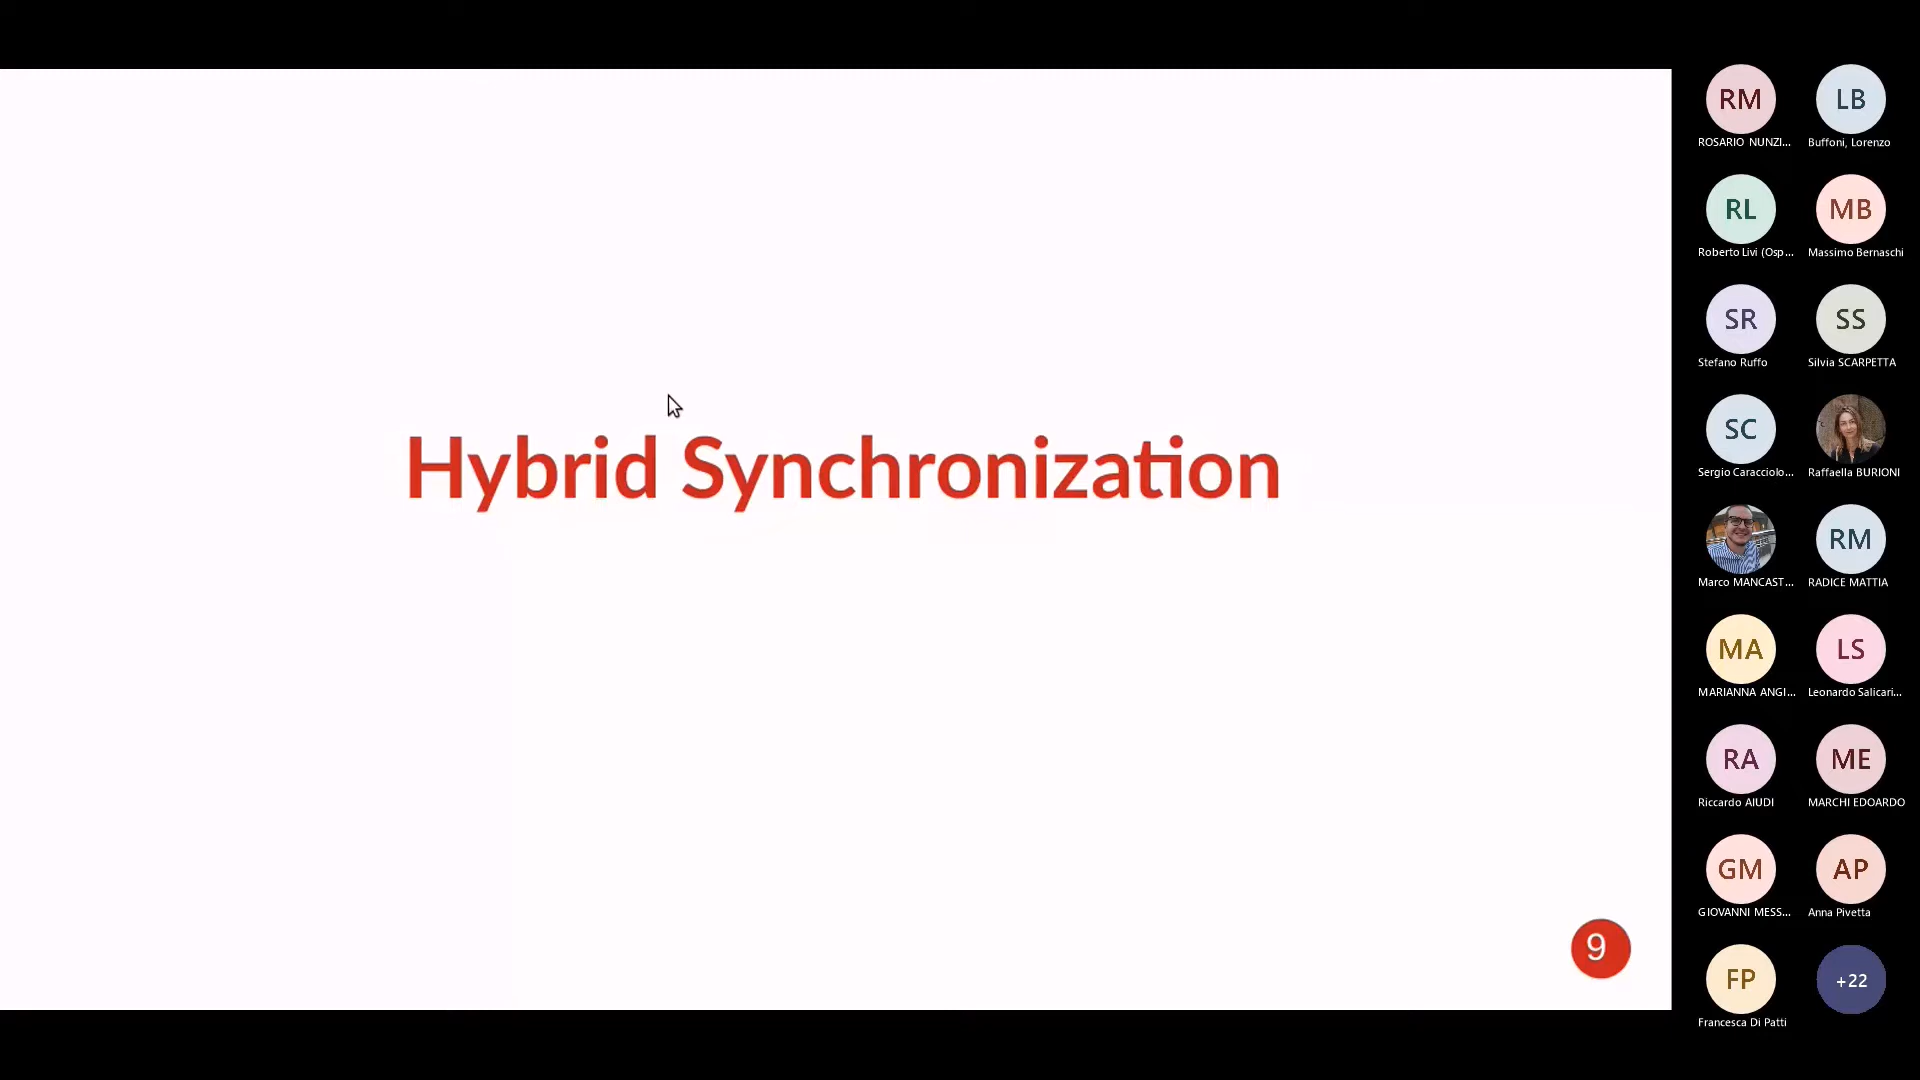 Hybrid Synchronization
9
RM
ROSARIO NUNZI...
LB
Buffoni, Lorenzo
RL
Roberto Livi (Osp...
MB
Massimo Bernaschi
SR
Stefano Ruffo
SS
Silvia SCARPETTA
SC
Sergio Caracciolo...
Raffaella BURIONI
Marco MANCAST...
RM
RADICE MATTIA
MA
MARIANNA ANGI...
LS
Leonardo Salicari...
RA
Riccardo AIUDI
ME
MARCHI EDOARDO
GM
GIOVANNI MESS...
AP
Anna Pivetta
FP
Francesca Di Patti
+22